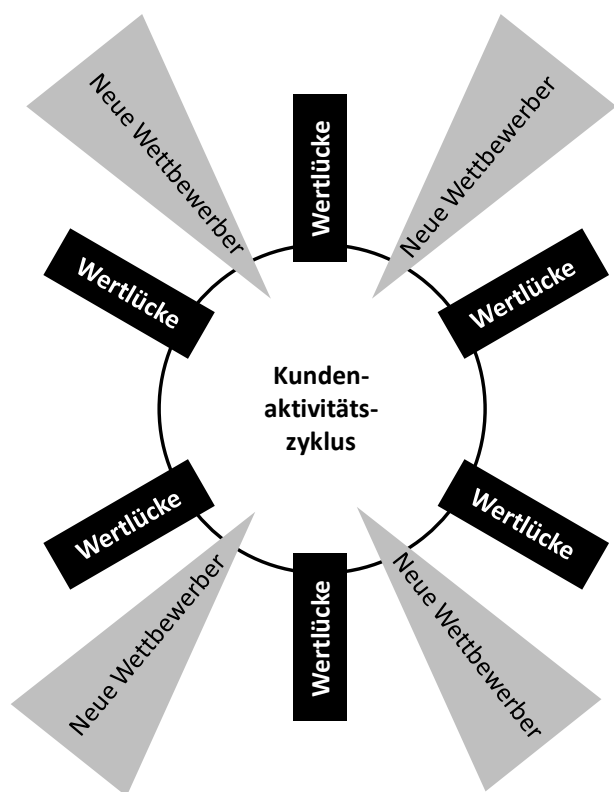 Neue Wettbewerber
Wertlücke
Neue Wettbewerber
Wertlücke
Wertlücke
Kunden-
aktivitäts-
zyklus
Wertlücke
Wertlücke
Neue Wettbewerber
Wertlücke
Neue Wettbewerber